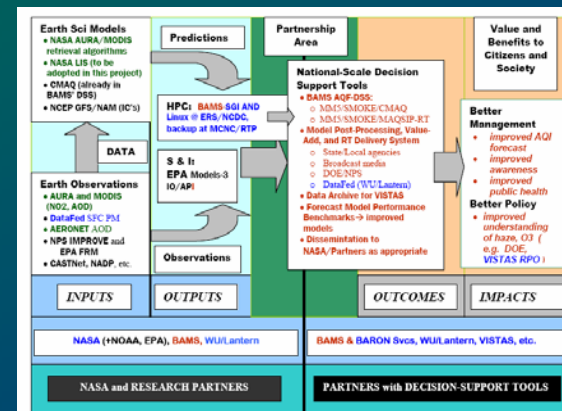 Earth Sci Models
• NASA AURA/MODIS
retrieval algorithms
• NASA LIS (to be
adopted in this project)
• CMAQ (already in
BAMS' DSS)
• NCEP GFS/NAM (IC's)
DATA
Earth Observations
• AURA and MODIS
(NO2, AOD)
• DataFed SFC PM
• AERONET AOD
• NPS IMPROVE and
EPA FRM
• CASTNet, NADP, etc.
Predictions
HPC: BAMS-SGI AND
Linux @ ERS/NCDC,
backup at MCNC/RTP
S & I:
EPA Models-3
IO/API
Observations
Partnership
Area
National-Scale Decision
Support Tools
• BAMS AQF-DSS:
o MM5/SMOKE/CMAQ
o MM5/SMOKE/MAQSIP-RT
• Model Post-Processing, Value-
Add, and RT Delivery System
o State/Local agencies
o Broadcast media
o DOE/NPS
o DataFed (WU/Lantern)
• Data Archive for VISTAS
• Forecast Model Performance
Benchmarks→ improved
models
• Dissemintation to
NASA/Partners as appropriate
Value and
Benefits to
Citizens and
Society
Better
Management
• improved AQI
forecast
• improved
awareness
• improved
public health
Better Policy
• improved
understanding
of haze, O3 (
e.g. DOE,
VISTAS RPO )
INPUTS
OUTPUTS
OUTCOMES
IMPACTS
NASA (+NOAA, EPA), BAMS, WU/Lantern
BAMS & BARON Svcs, WU/Lantern, VISTAS, etc.
NASA and RESEARCH PARTNERS
PARTNERS with DECISION-SUPPORT TOOLS